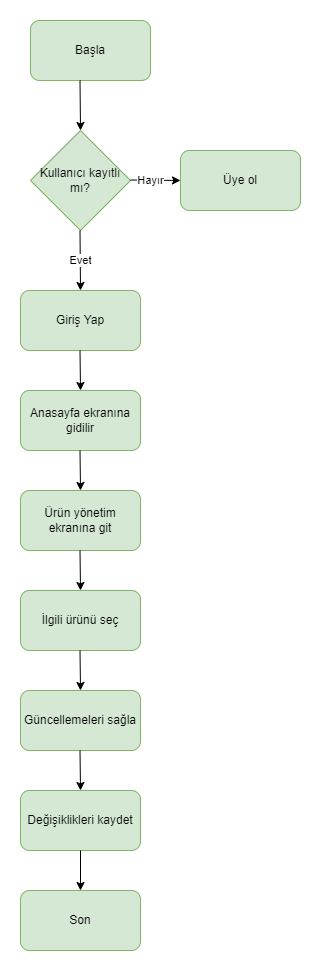 Başla
Kullanıcı kayıtlı
mı?
Hayır
Üye ol
Evet
Giriş Yap
Anasayfa ekranına
gidilir
Ürün yönetim
ekranına git
İlgili ürünü seç
Güncellemeleri sağla
Değişiklikleri kaydet
Son